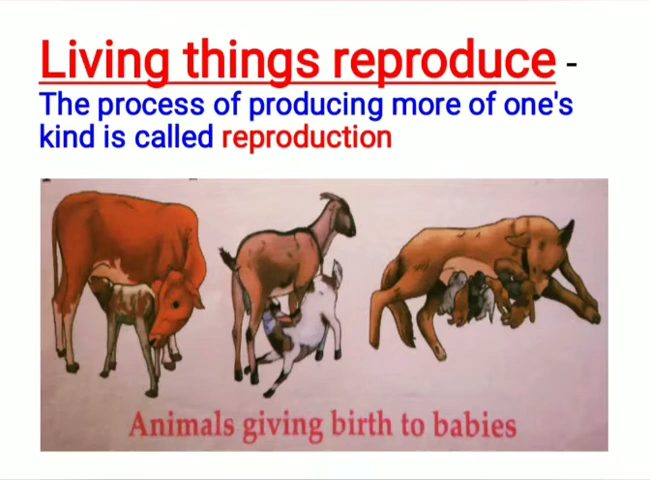 Living things reproduce -
The process of producing more of one's
kind is called reproduction
Animals giving birth to babies